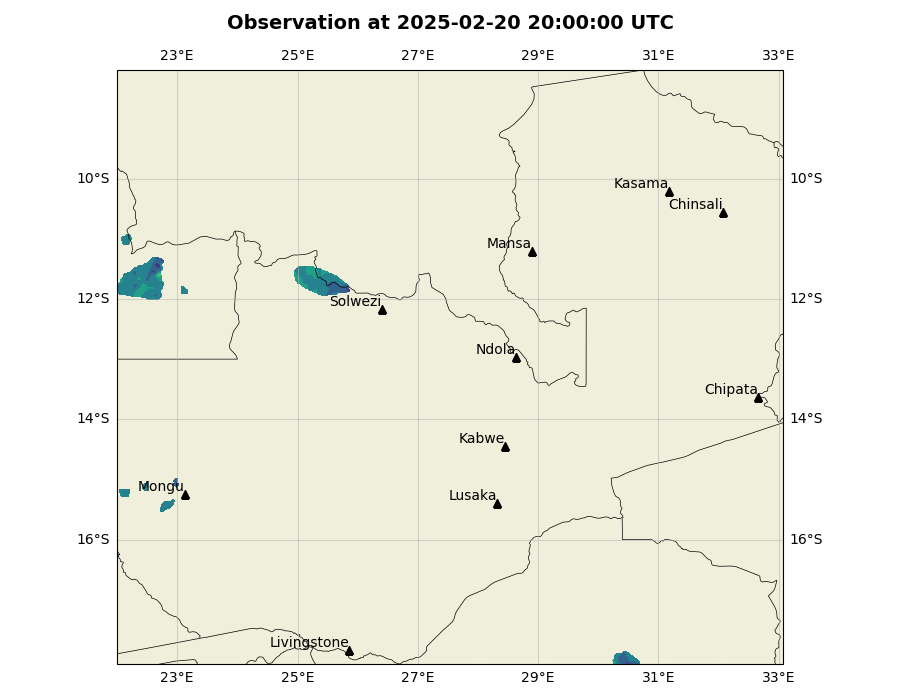 Observation at 2025-02-20 20:00:00 UTC
23°E 25°E 27°E 29°E 31°E 33°E
10°S 10°S
Kasama
Chinsali
Mansa
12°S 12°S
Solwezi
Ndola
Chipata
14°S 14°S
Kabwe
Mongu
Lusaka
16°S 16°S
Livingstone
23°E 25°E 27°E 29°E 31°E 33°E